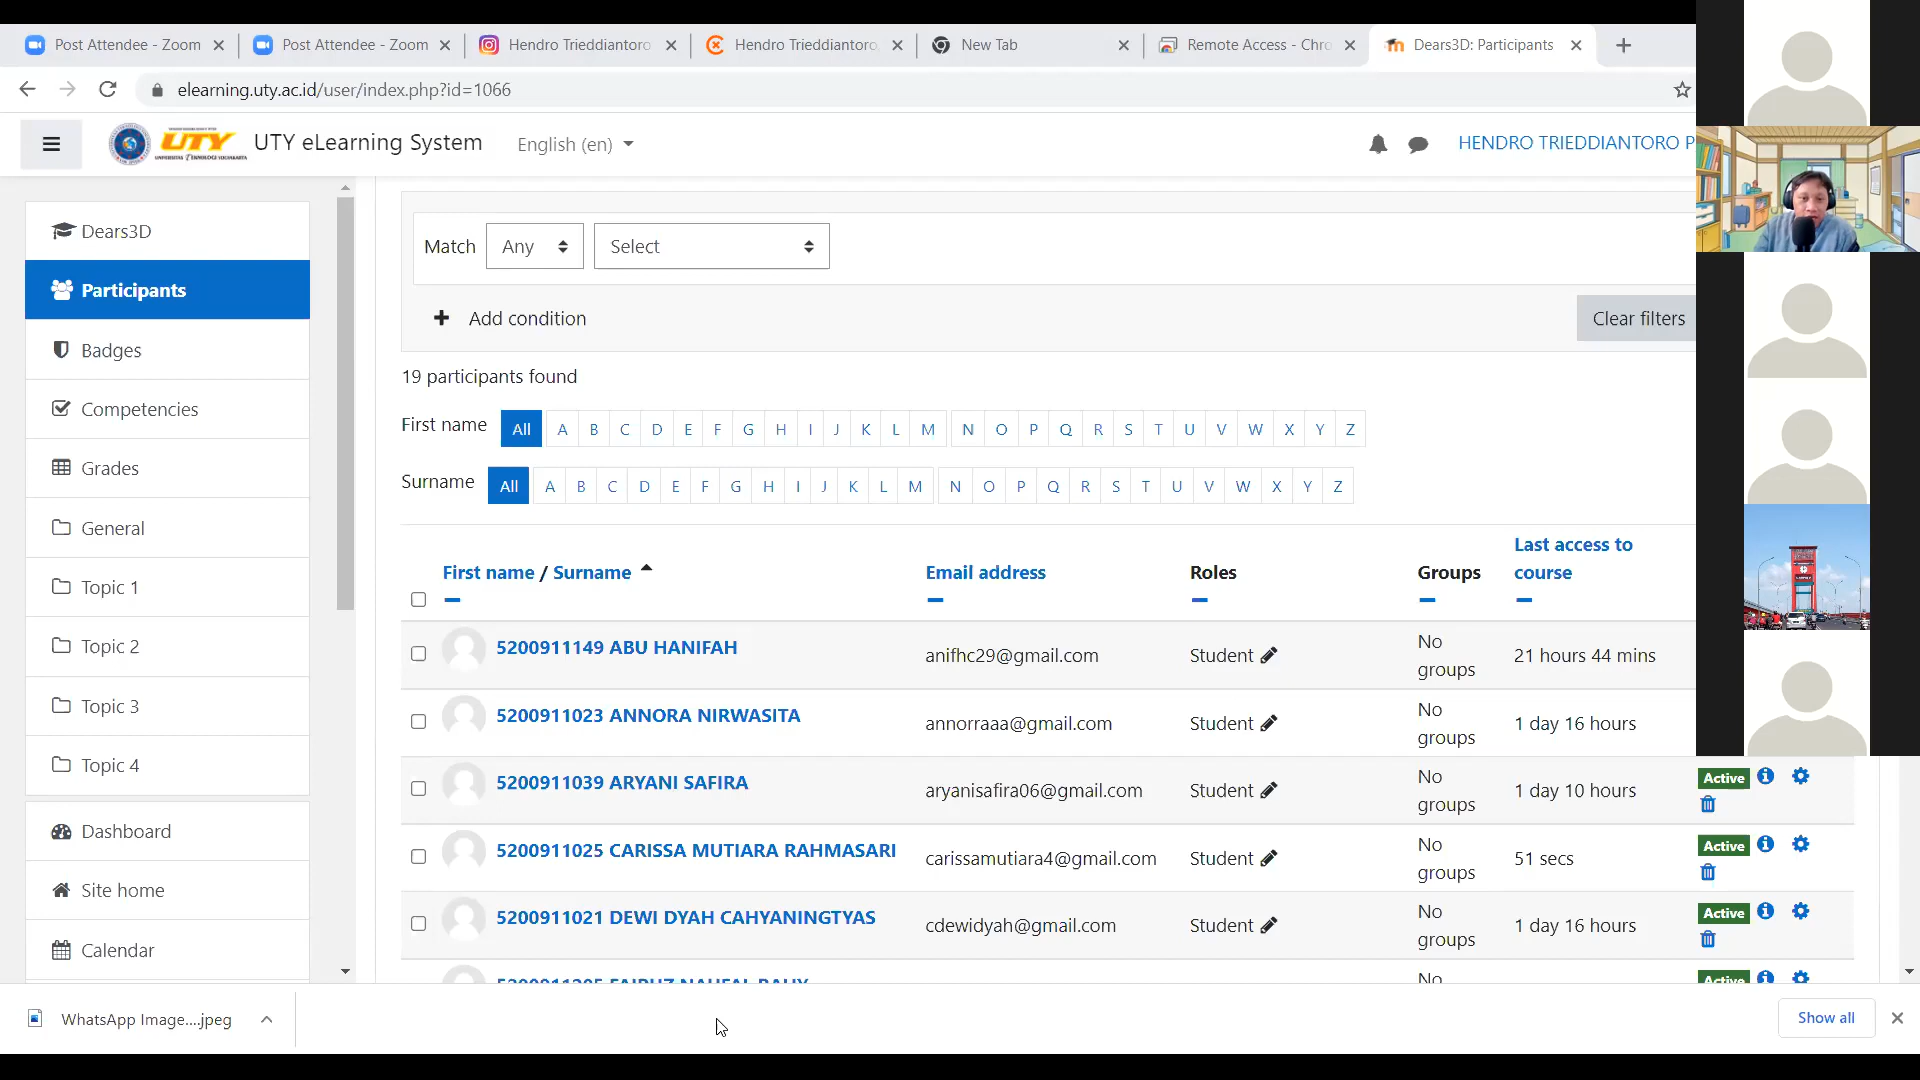 Post Attendee - Zoom
Post Attendee - Zoom
Hendro Trieddiantoro
Hendro Trieddiantoro,
New Tab
Remote Access - Chro
Dears3D: Participants
elearning.uty.ac.id/user/index.php?id=1066
UTY
UTY eLearning System
English (en)
HENDRO TRIEDDIANTORO P
Dears3D
Participants
Badges
Competencies
Grades
General
Topic 1
Topic 2
Topic 3
Topic 4
Dashboard
Site home
Calendar
Match Any Select
Add condition
Clear filters
19 participants found
First name All A B C D E F G H I J K L M N O P Q R S T U V W X Y Z
Surname All A B C D E F G H I J K L M N O P Q R S T U V W X Y Z
First name / Surname Email address Roles Groups Last access to course
5200911149 ABU HANIFAH anifhc29@gmail.com Student No groups 21 hours 44 mins
5200911023 ANNORA NIRWASITA annorraaa@gmail.com Student No groups 1 day 16 hours
5200911039 ARYANI SAFIRA aryanisafira06@gmail.com Student No groups 1 day 10 hours Active
5200911025 CARISSA MUTIARA RAHMASARI carissamutiara4@gmail.com Student No groups 51 secs Active
5200911021 DEWI DYAH CAHYANINGTYAS cdewidyah@gmail.com Student No groups 1 day 16 hours Active
No Active
WhatsApp Image....jpeg
Show all